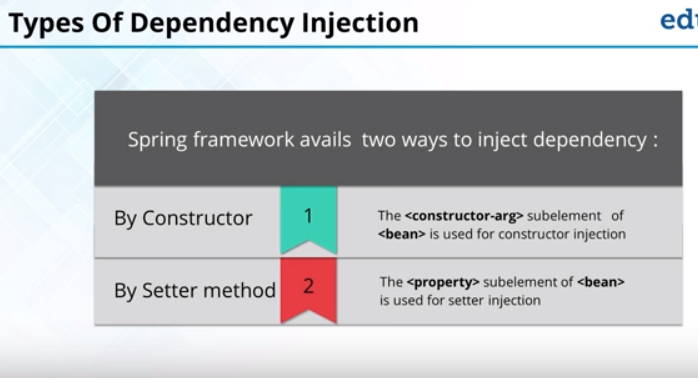 Types Of Dependency Injection
Spring framework avails two ways to inject dependency :
By Constructor
1
The <constructor-arg> subelement of
<bean> is used for constructor injection
By Setter method
2
The <property> subelement of <bean>
is used for setter injection